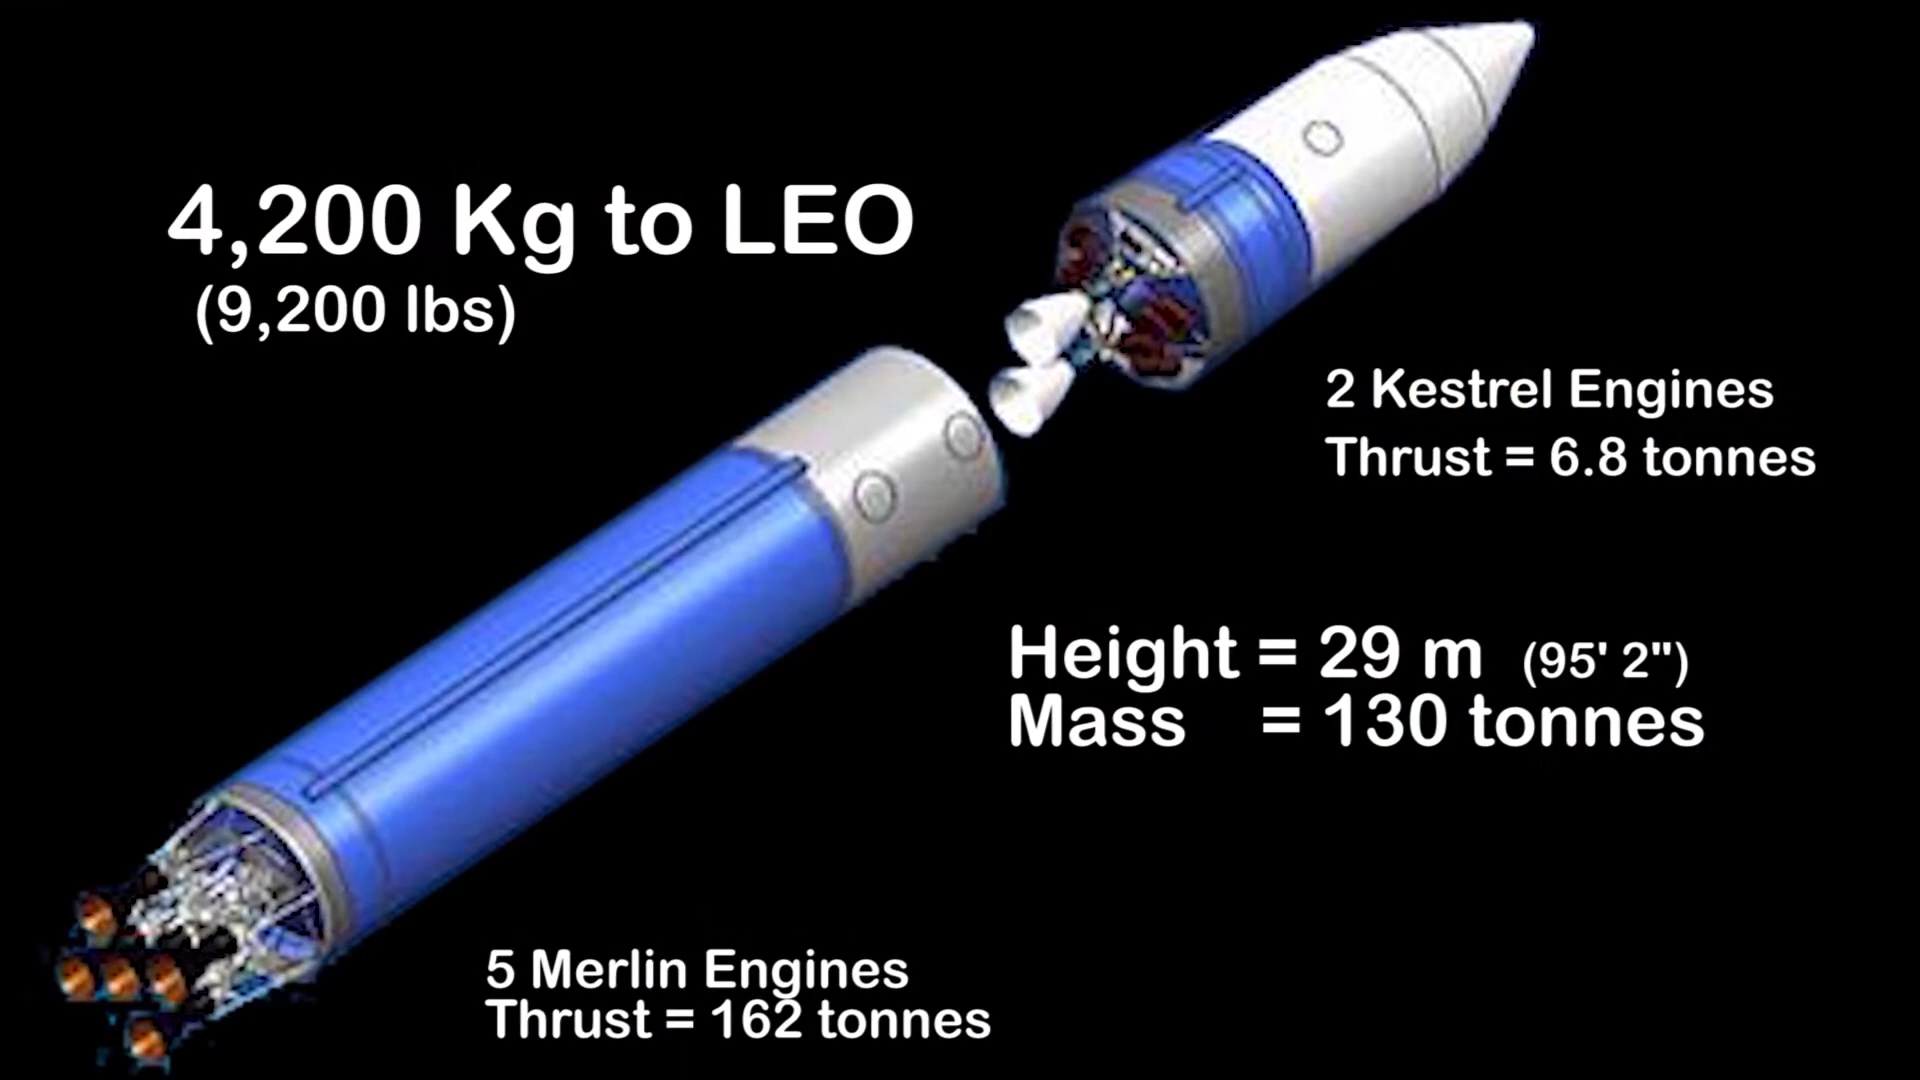 4,200 Kg to LEO
(9,200 lbs)
2 Kestrel Engines
Thrust = 6.8 tonnes
Height = 29 m (95' 2")
Mass = 130 tonnes
5 Merlin Engines
Thrust = 162 tonnes